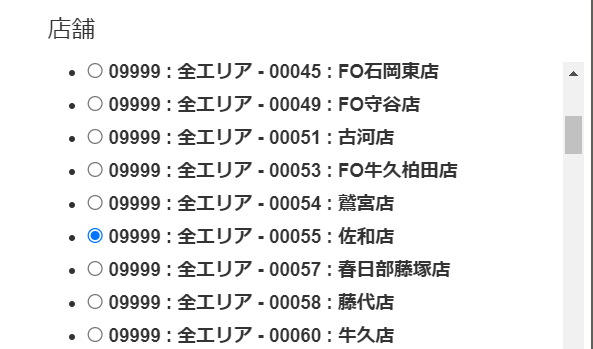 店舗
09999 : 全エリア - 00045 : FO石岡東店
09999 : 全エリア - 00049 : FO守谷店
09999 : 全エリア - 00051 : 古河店
09999 : 全エリア - 00053 : FO牛久柏田店
09999 : 全エリア - 00054 : 鷲宮店
09999 : 全エリア - 00055 : 佐和店
09999 : 全エリア - 00057 : 春日部藤塚店
09999 : 全エリア - 00058 : 藤代店
09999 : 全エリア - 00060 : 牛久店